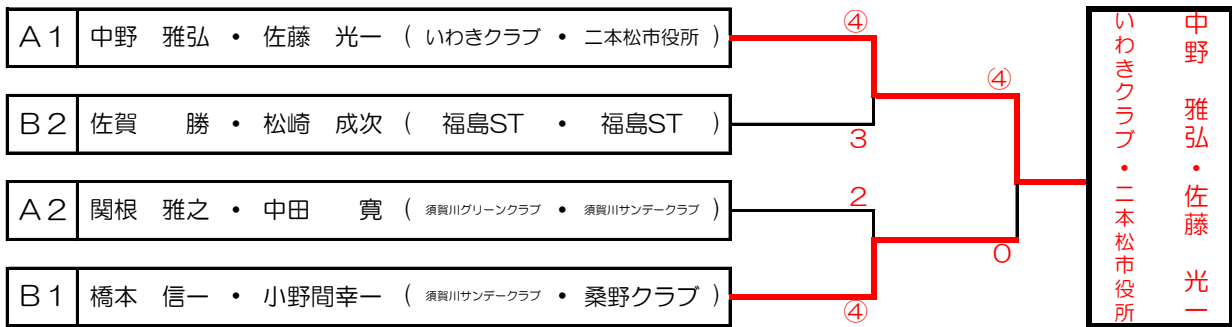 A1 中野 雅弘 ・ 佐藤 光一 ( いわきクラブ ・ 二本松市役所 )
④
B2 佐賀 勝 ・ 松崎 成次 ( 福島ST ・ 福島ST )
3
④
A2 関根 雅之 ・ 中田 寛 ( 須賀川グリーンクラブ ・ 須賀川サンデークラブ )
2
0
B1 橋本 信一 ・ 小野間幸一 ( 須賀川サンデークラブ ・ 桑野クラブ )
④
中野 雅弘・佐藤 光一
いわきクラブ・二本松市役所